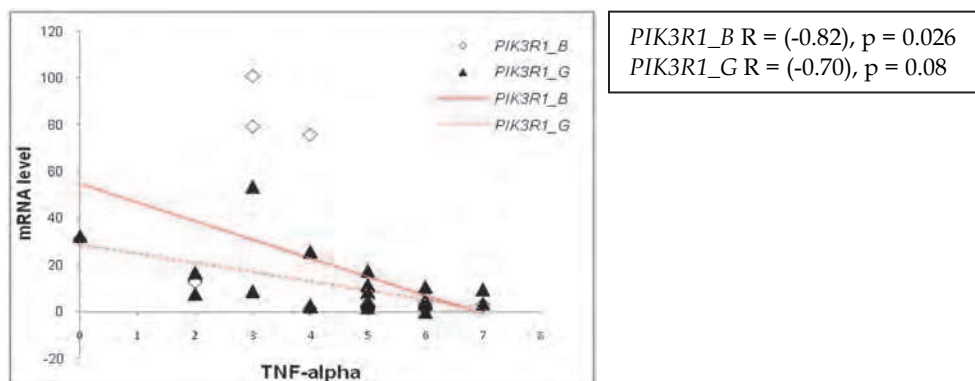 120
100
80
60
40
20
0
-20
mRNA level
0 1 2 3 4 5 6 7 8
TNF-alpha
PIK3R1_B
PIK3R1_G
PIK3R1_B
PIK3R1_G
PIK3R1_B R = (-0.82), p = 0.026
PIK3R1_G R = (-0.70), p = 0.08